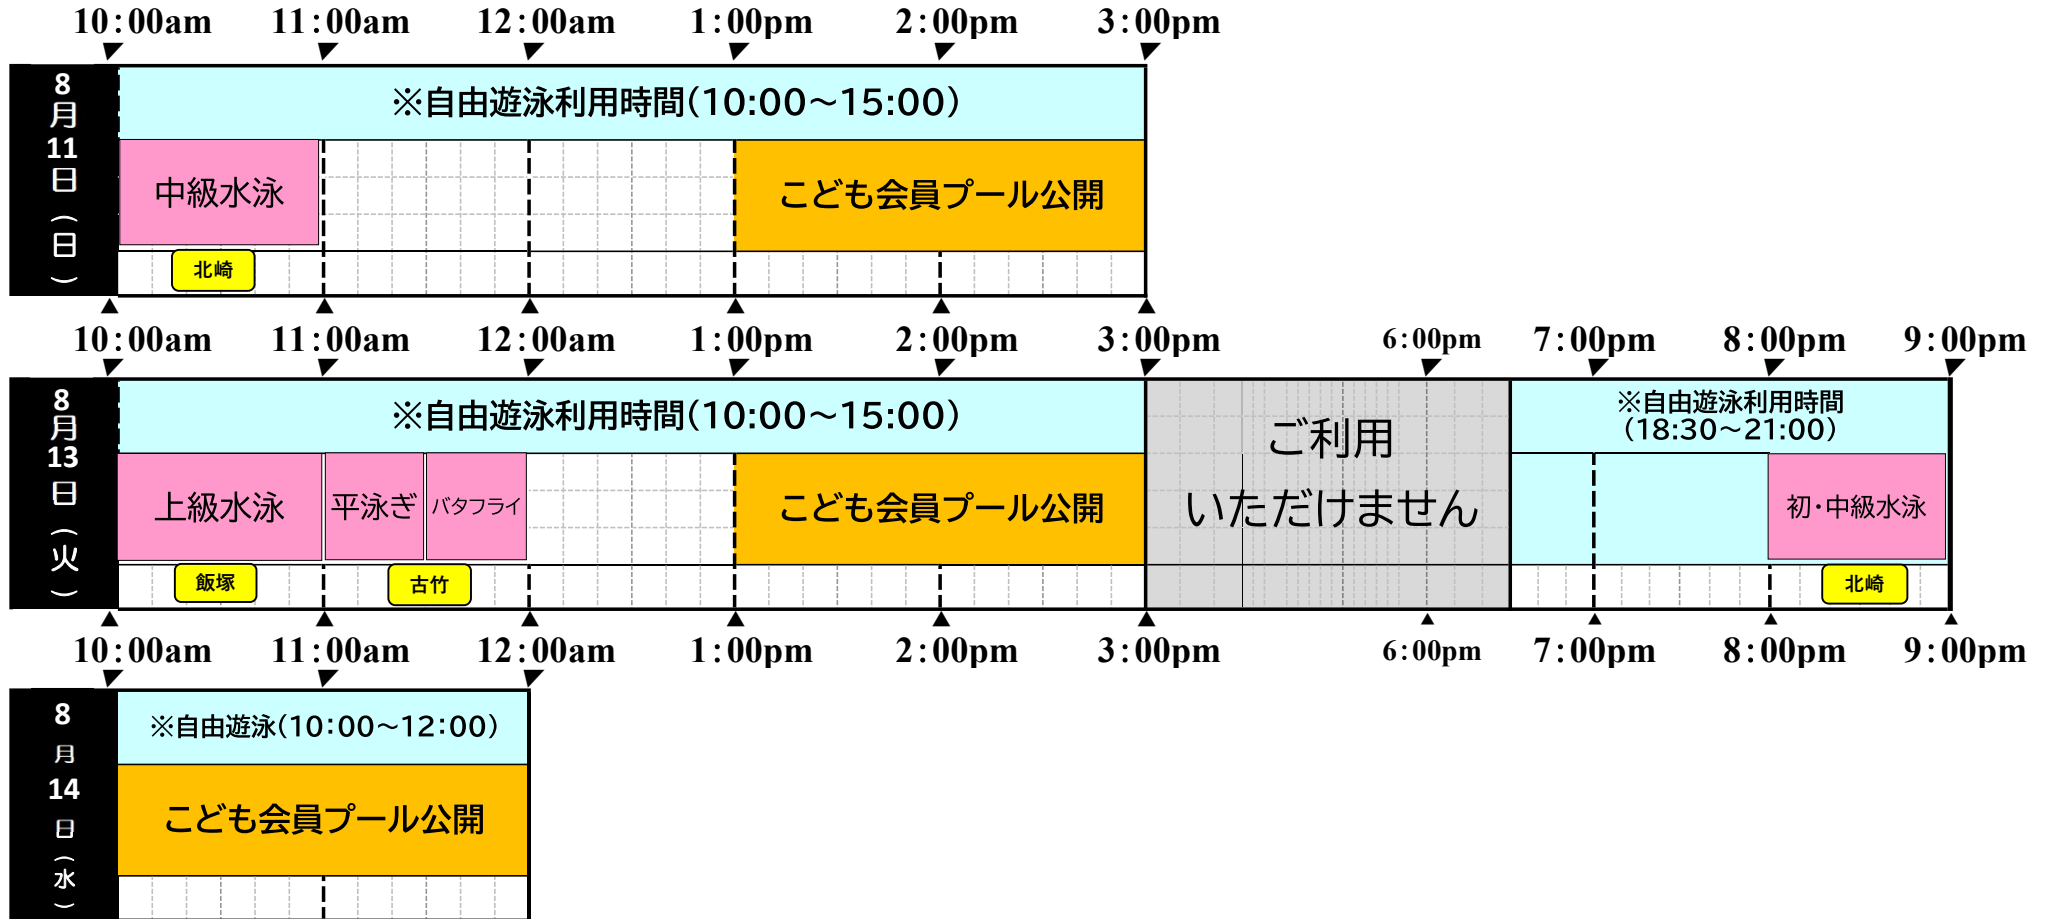 10:00am 11:00am 12:00am 1:00pm 2:00pm 3:00pm
8月11日(日)
※自由遊泳利用時間(10:00～15:00)
中級水泳
こども会員プール公開
北崎
10:00am 11:00am 12:00am 1:00pm 2:00pm 3:00pm 6:00pm 7:00pm 8:00pm 9:00pm
8月13日(火)
※自由遊泳利用時間(10:00～15:00)
上級水泳
平泳ぎ
バタフライ
こども会員プール公開
ご利用
いただけません
※自由遊泳利用時間
(18:30～21:00)
初・中級水泳
飯塚
古竹
北崎
10:00am 11:00am 12:00am 1:00pm 2:00pm 3:00pm 6:00pm 7:00pm 8:00pm 9:00pm
8月14日(水)
※自由遊泳(10:00～12:00)
こども会員プール公開